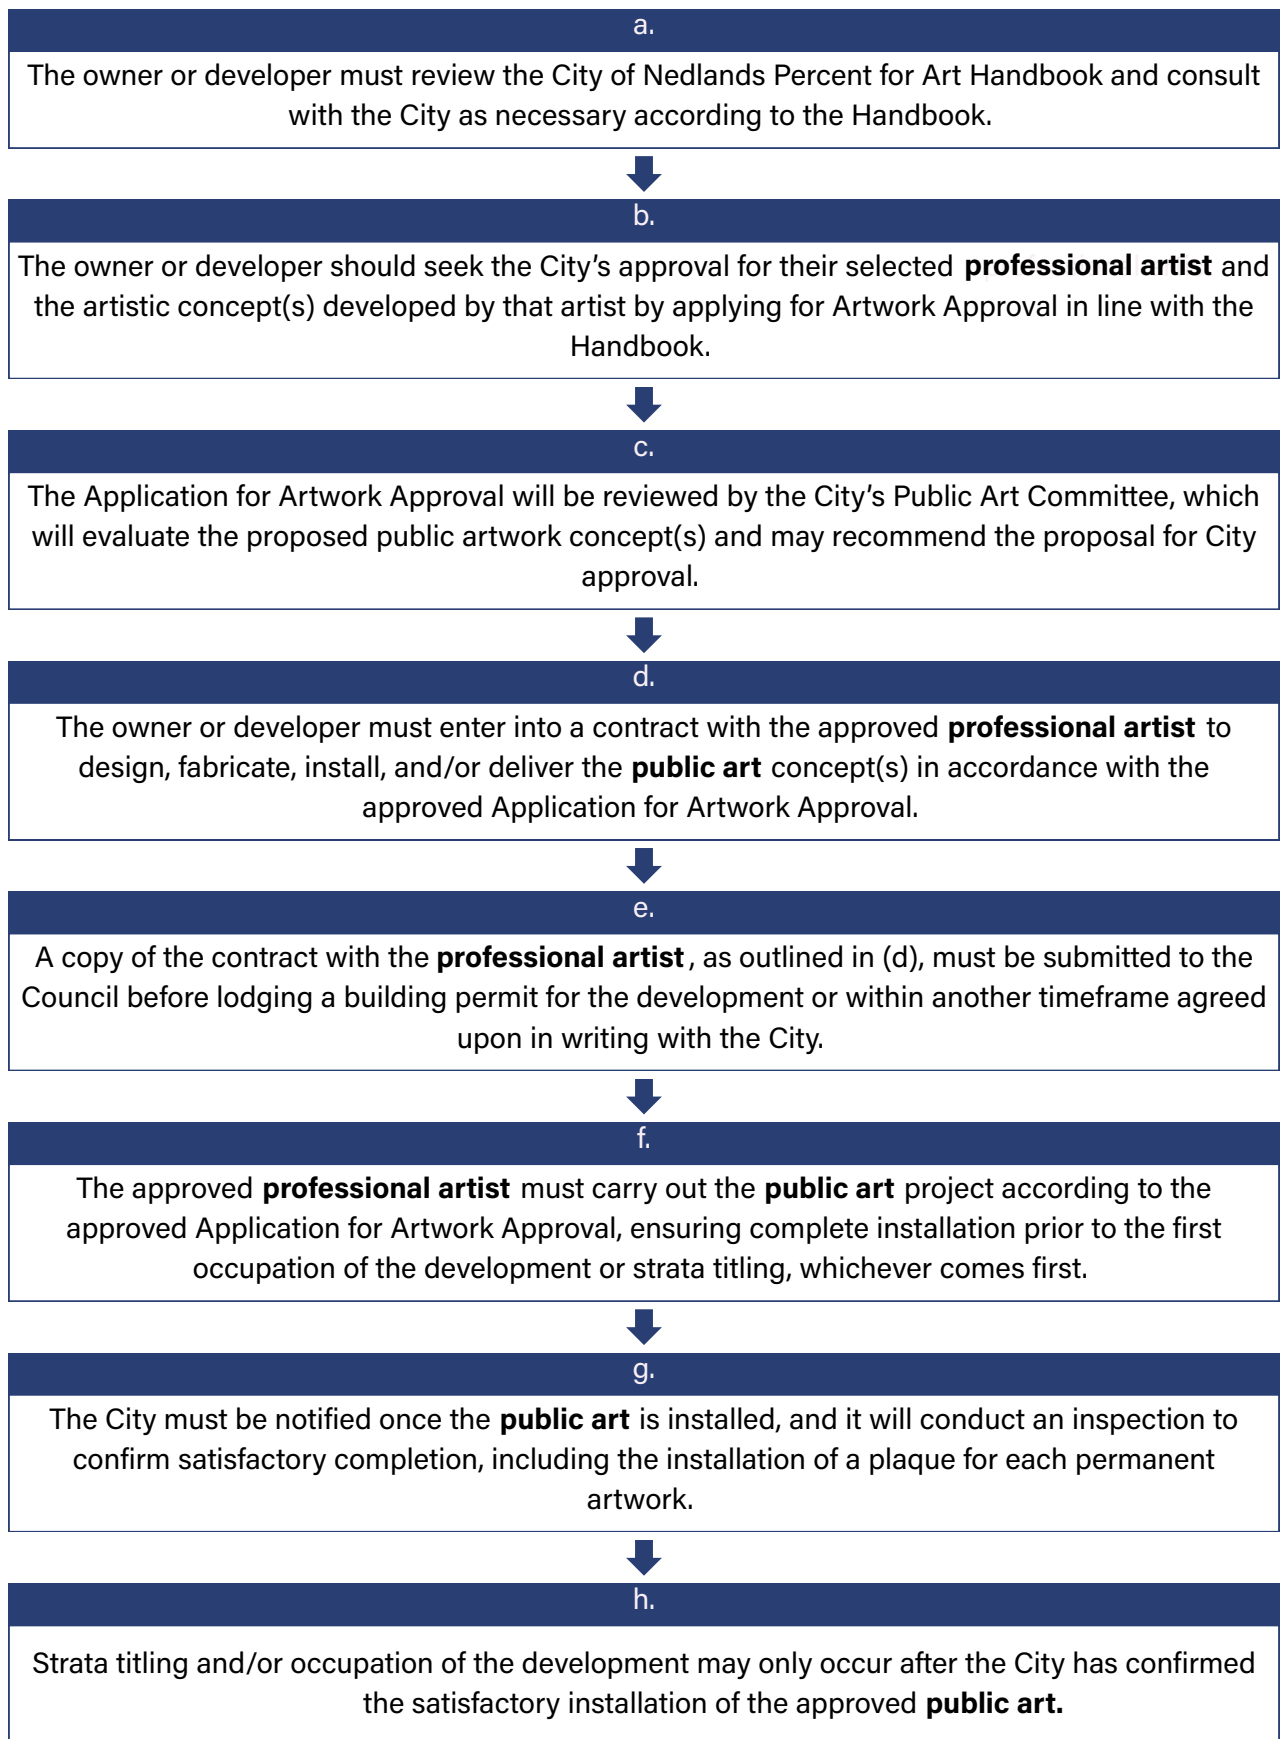 a.
The owner or developer must review the City of Nedlands Percent for Art Handbook and consult
with the City as necessary according to the Handbook.
b.
The owner or developer should seek the City's approval for their selected professional artist and
the artistic concept(s) developed by that artist by applying for Artwork Approval in line with the
Handbook.
c.
The Application for Artwork Approval will be reviewed by the City's Public Art Committee, which
will evaluate the proposed public artwork concept(s) and may recommend the proposal for City
approval.
d.
The owner or developer must enter into a contract with the approved professional artist to
design, fabricate, install, and/or deliver the public art concept(s) in accordance with the
approved Application for Artwork Approval.
e.
A copy of the contract with the professional artist, as outlined in (d), must be submitted to the
Council before lodging a building permit for the development or within another timeframe agreed
upon in writing with the City.
f.
The approved professional artist must carry out the public art project according to the
approved Application for Artwork Approval, ensuring complete installation prior to the first
occupation of the development or strata titling, whichever comes first.
g.
The City must be notified once the public art is installed, and it will conduct an inspection to
confirm satisfactory completion, including the installation of a plaque for each permanent
artwork.
h.
Strata titling and/or occupation of the development may only occur after the City has confirmed
the satisfactory installation of the approved public art.